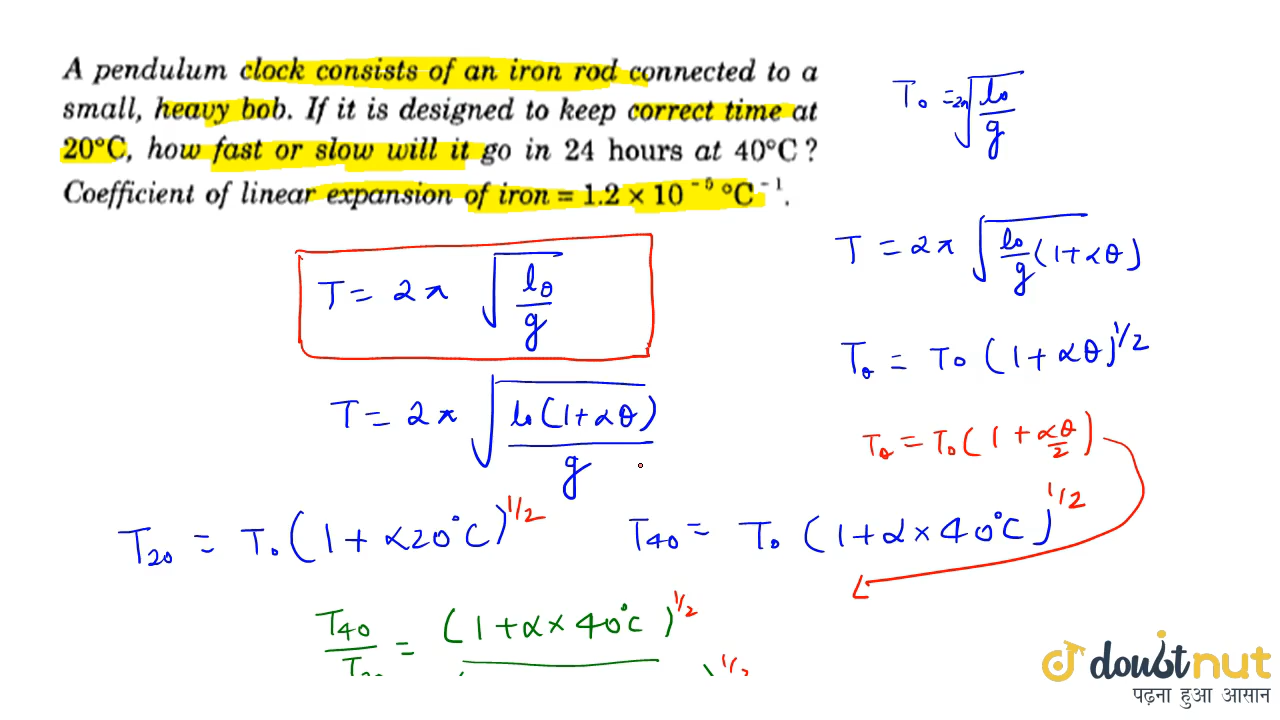 A pendulum clock consists of an iron rod connected to a
small, heavy bob. If it is designed to keep correct time at
20°C, how fast or slow will it go in 24 hours at 40°C ?
Coefficient of linear expansion of iron = 1.2 × 10⁻⁵ °C⁻¹.
T₀ = 2π √(l₀/g)
T = 2π √(lθ/g)
T = 2π √(l₀/g (1 + αθ))
Tθ = T₀ (1 + αθ)^1/2
T = 2π √(l₀(1 + αθ)/g)
Tθ = T₀ (1 + αθ/2)
T₂₀ = T₀ (1 + α20°C)^1/2
T₄₀ = T₀ (1 + α × 40°C)^1/2
T₄₀ = (1 + α × 40°C)^1/2
doubtnut
पढ़ना हुआ आसान